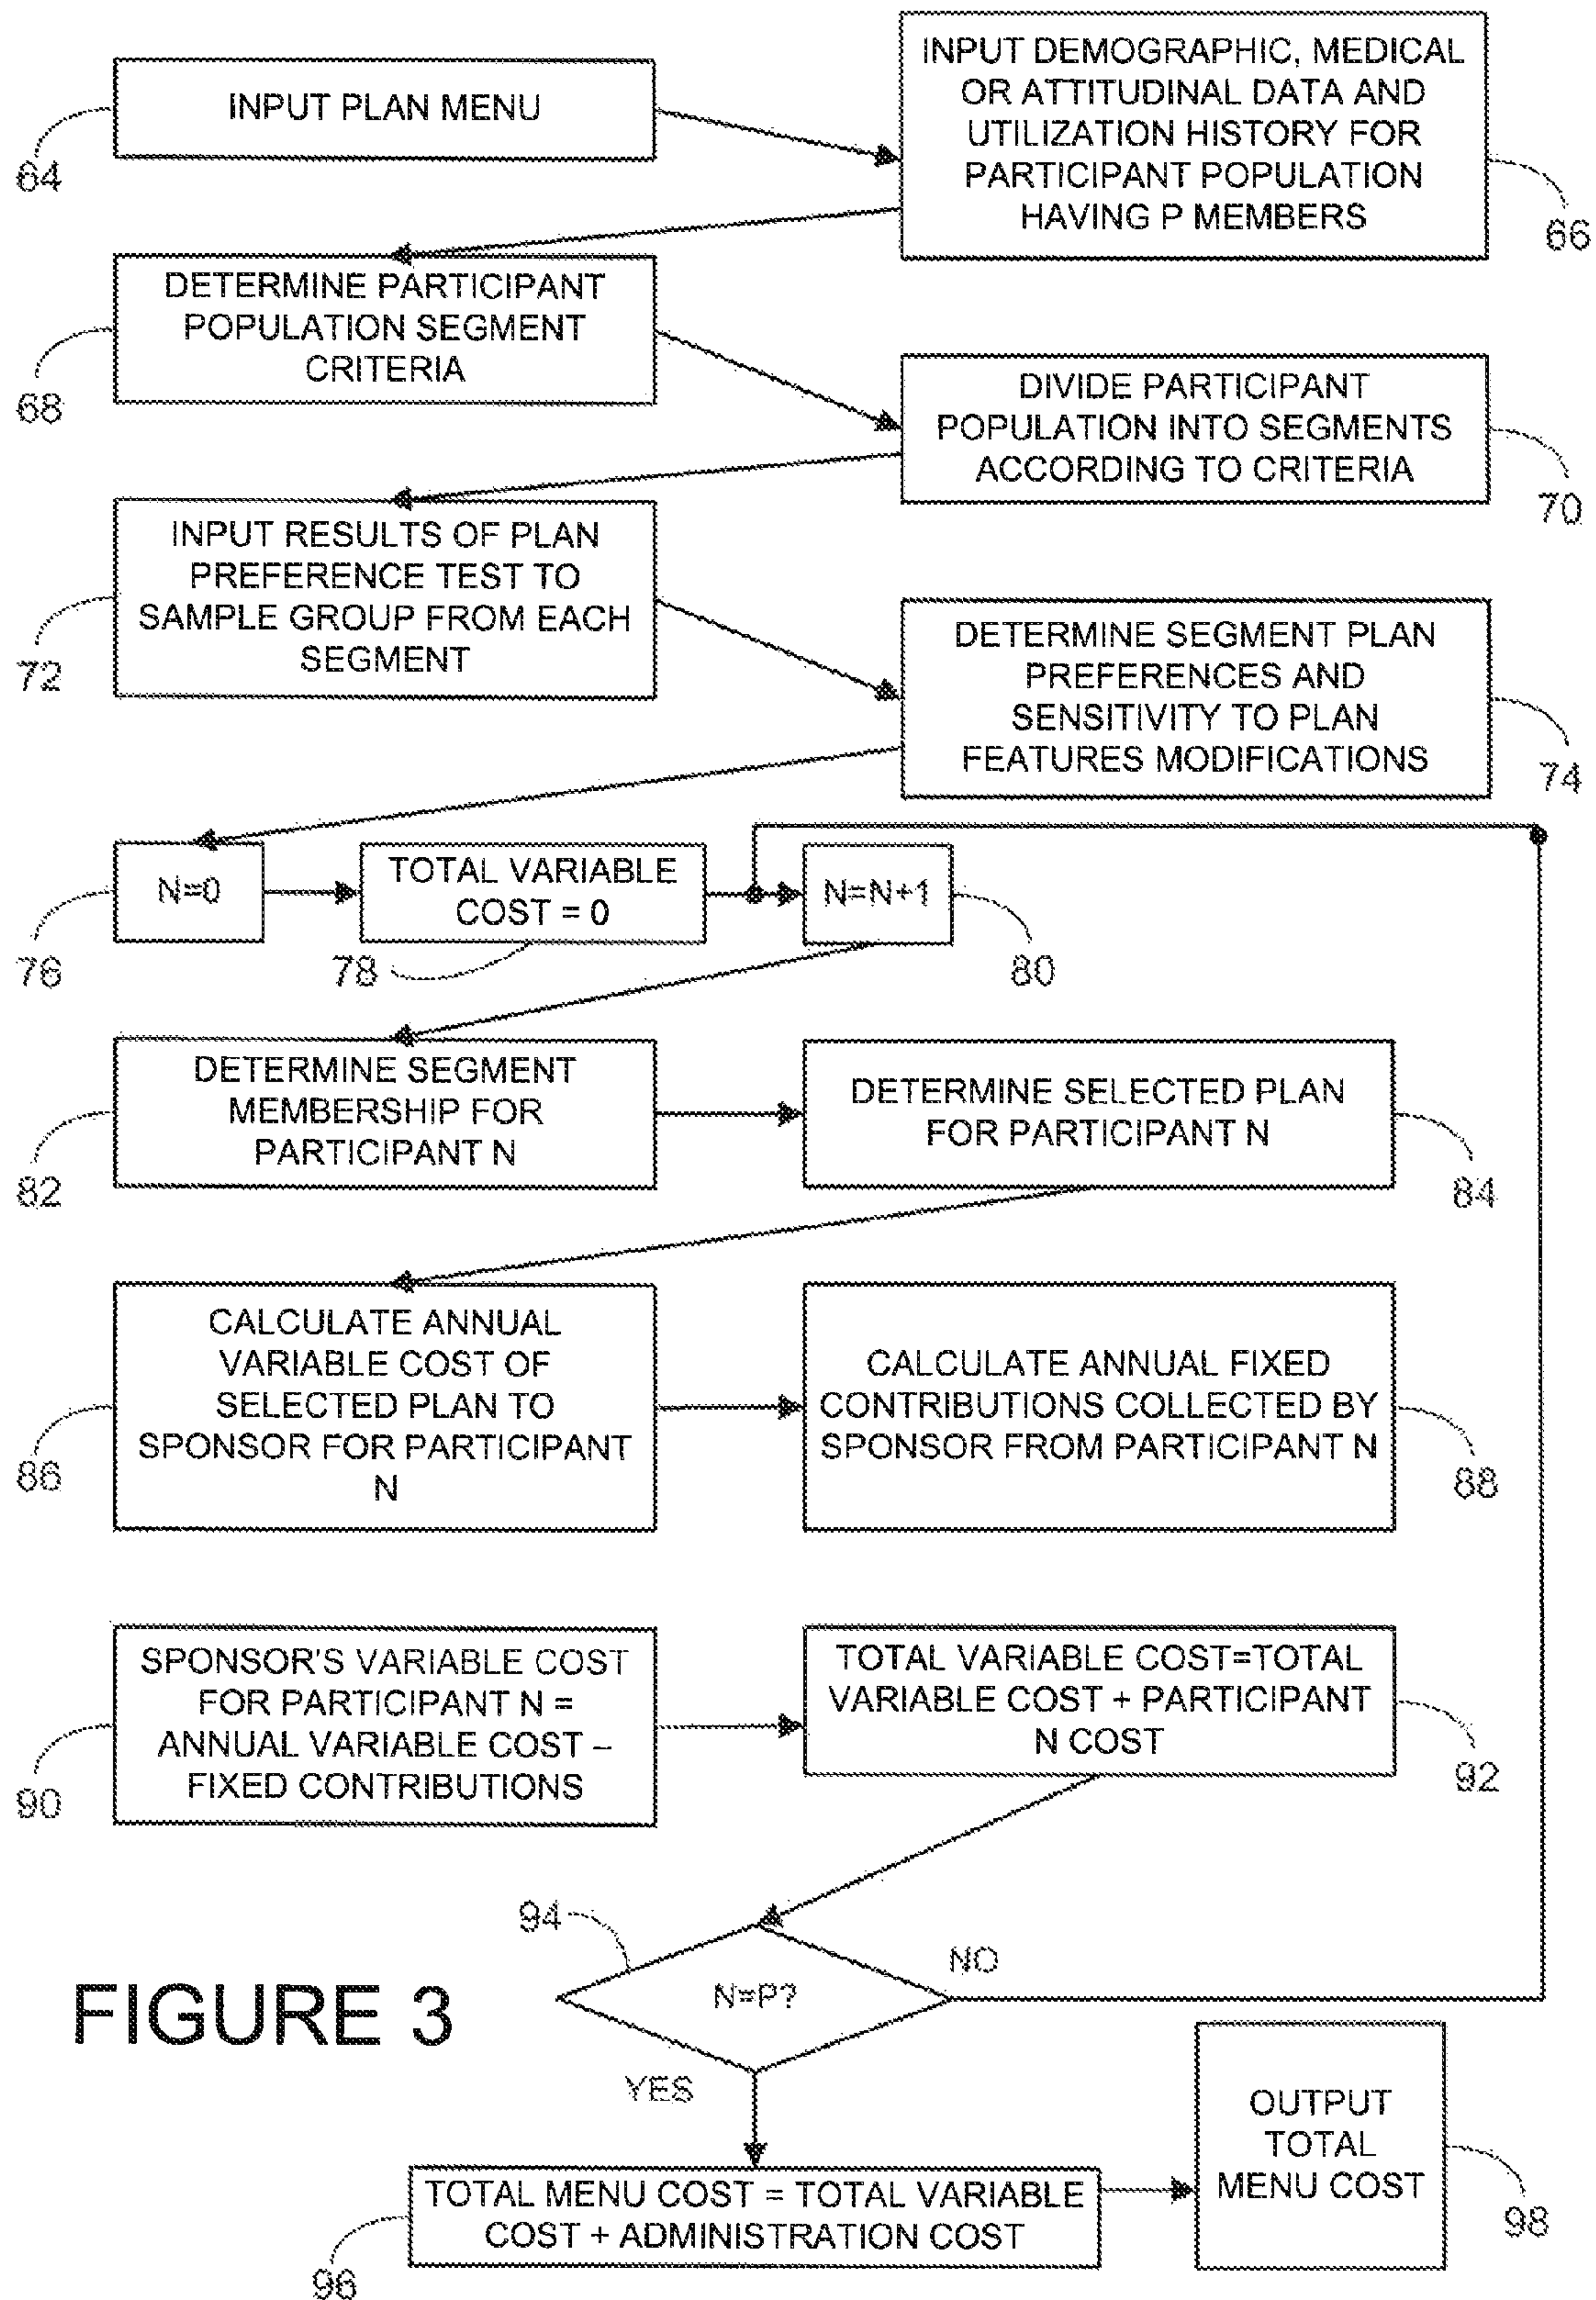 INPUT PLAN MENU
64
INPUT DEMOGRAPHIC, MEDICAL
OR ATTITUDINAL DATA AND
UTILIZATION HISTORY FOR
PARTICIPANT POPULATION
HAVING P MEMBERS
66
DETERMINE PARTICIPANT
POPULATION SEGMENT
CRITERIA
68
DIVIDE PARTICIPANT
POPULATION INTO SEGMENTS
ACCORDING TO CRITERIA
70
INPUT RESULTS OF PLAN
PREFERENCE TEST TO
SAMPLE GROUP FROM EACH
SEGMENT
72
DETERMINE SEGMENT PLAN
PREFERENCES AND
SENSITIVITY TO PLAN
FEATURES MODIFICATIONS
74
N=0
76
TOTAL VARIABLE
COST = 0
78
N=N+1
80
DETERMINE SEGMENT
MEMBERSHIP FOR
PARTICIPANT N
82
DETERMINE SELECTED PLAN
FOR PARTICIPANT N
84
CALCULATE ANNUAL
VARIABLE COST OF
SELECTED PLAN TO
SPONSOR FOR PARTICIPANT
N
86
CALCULATE ANNUAL FIXED
CONTRIBUTIONS COLLECTED BY
SPONSOR FROM PARTICIPANT N
88
SPONSOR'S VARIABLE COST
FOR PARTICIPANT N =
ANNUAL VARIABLE COST –
FIXED CONTRIBUTIONS
90
TOTAL VARIABLE COST=TOTAL
VARIABLE COST + PARTICIPANT
N COST
92
94
N=P?
NO
YES
FIGURE 3
TOTAL MENU COST = TOTAL VARIABLE
COST + ADMINISTRATION COST
96
OUTPUT
TOTAL
MENU COST
98